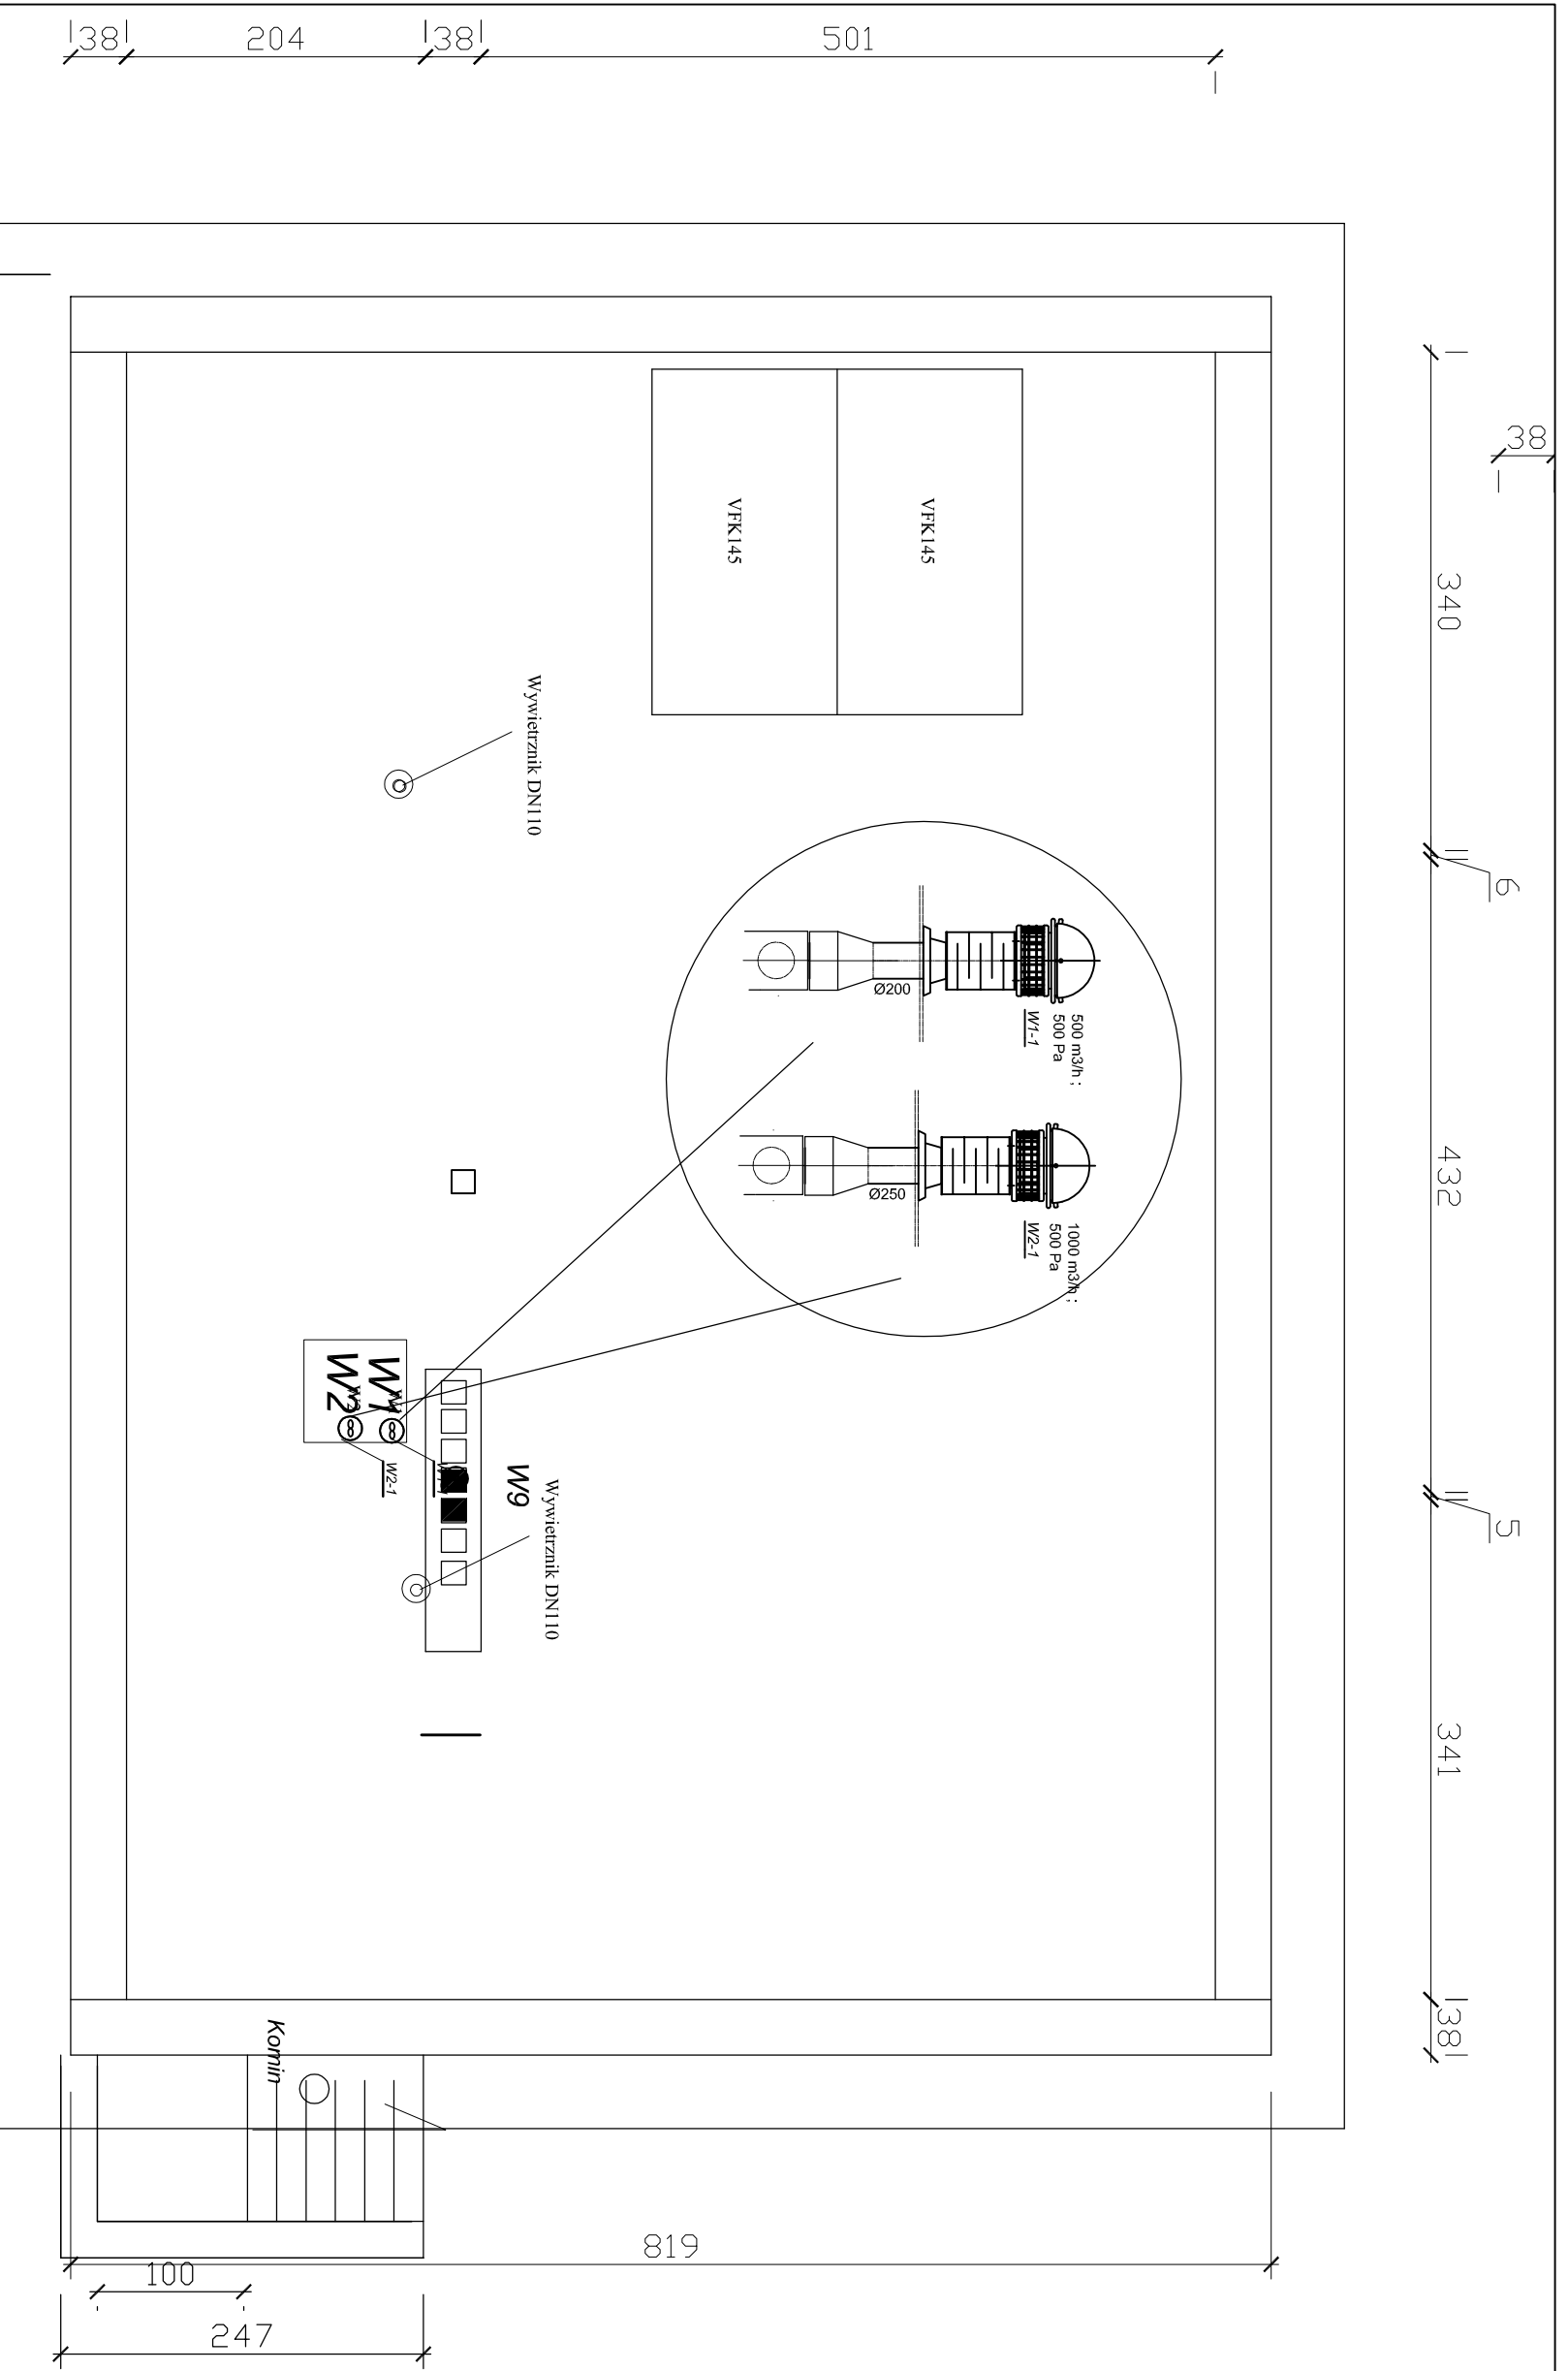 38
204
38
501
38
340
6
432
5
341
38
VFK145
VFK145
Wywietrznik DN110
Ø200
W1-1
500 m3/h ;
500 Pa
Ø250
W2-1
1000 m3/h ;
500 Pa
W1
W2
W2-1
W9
Wywietrznik DN110
Komin
819
100
247